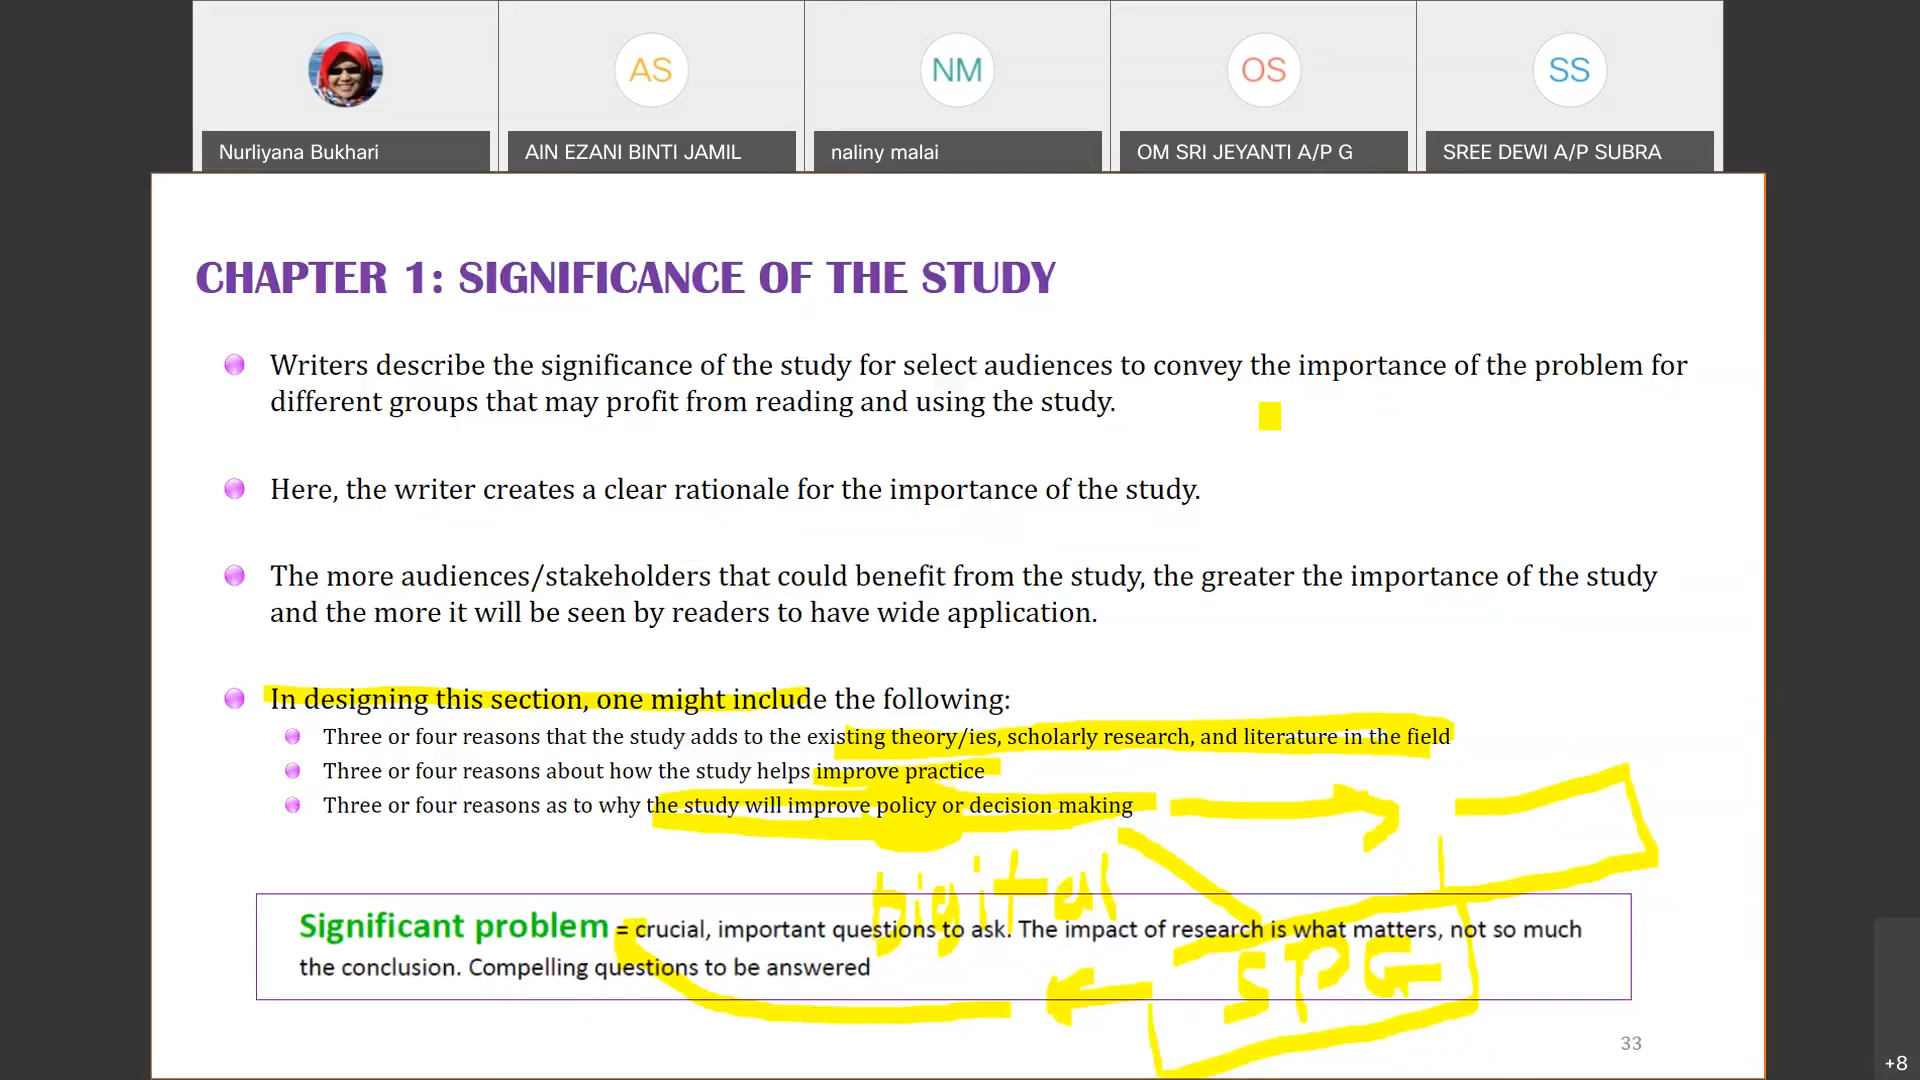 AS
NM
OS
SS
Nurliyana Bukhari
AIN EZANI BINTI JAMIL
naliny malai
OM SRI JEYANTI A/P G
SREE DEWI A/P SUBRA
CHAPTER 1: SIGNIFICANCE OF THE STUDY
Writers describe the significance of the study for select audiences to convey the importance of the problem for
different groups that may profit from reading and using the study.
Here, the writer creates a clear rationale for the importance of the study.
The more audiences/stakeholders that could benefit from the study, the greater the importance of the study
and the more it will be seen by readers to have wide application.
In designing this section, one might include the following:
Three or four reasons that the study adds to the existing theory/ies, scholarly research, and literature in the field
Three or four reasons about how the study helps improve practice
Three or four reasons as to why the study will improve policy or decision making
Digital
Significant problem = crucial, important questions to ask. The impact of research is what matters, not so much
the conclusion. Compelling questions to be answered
SPG
33
+8